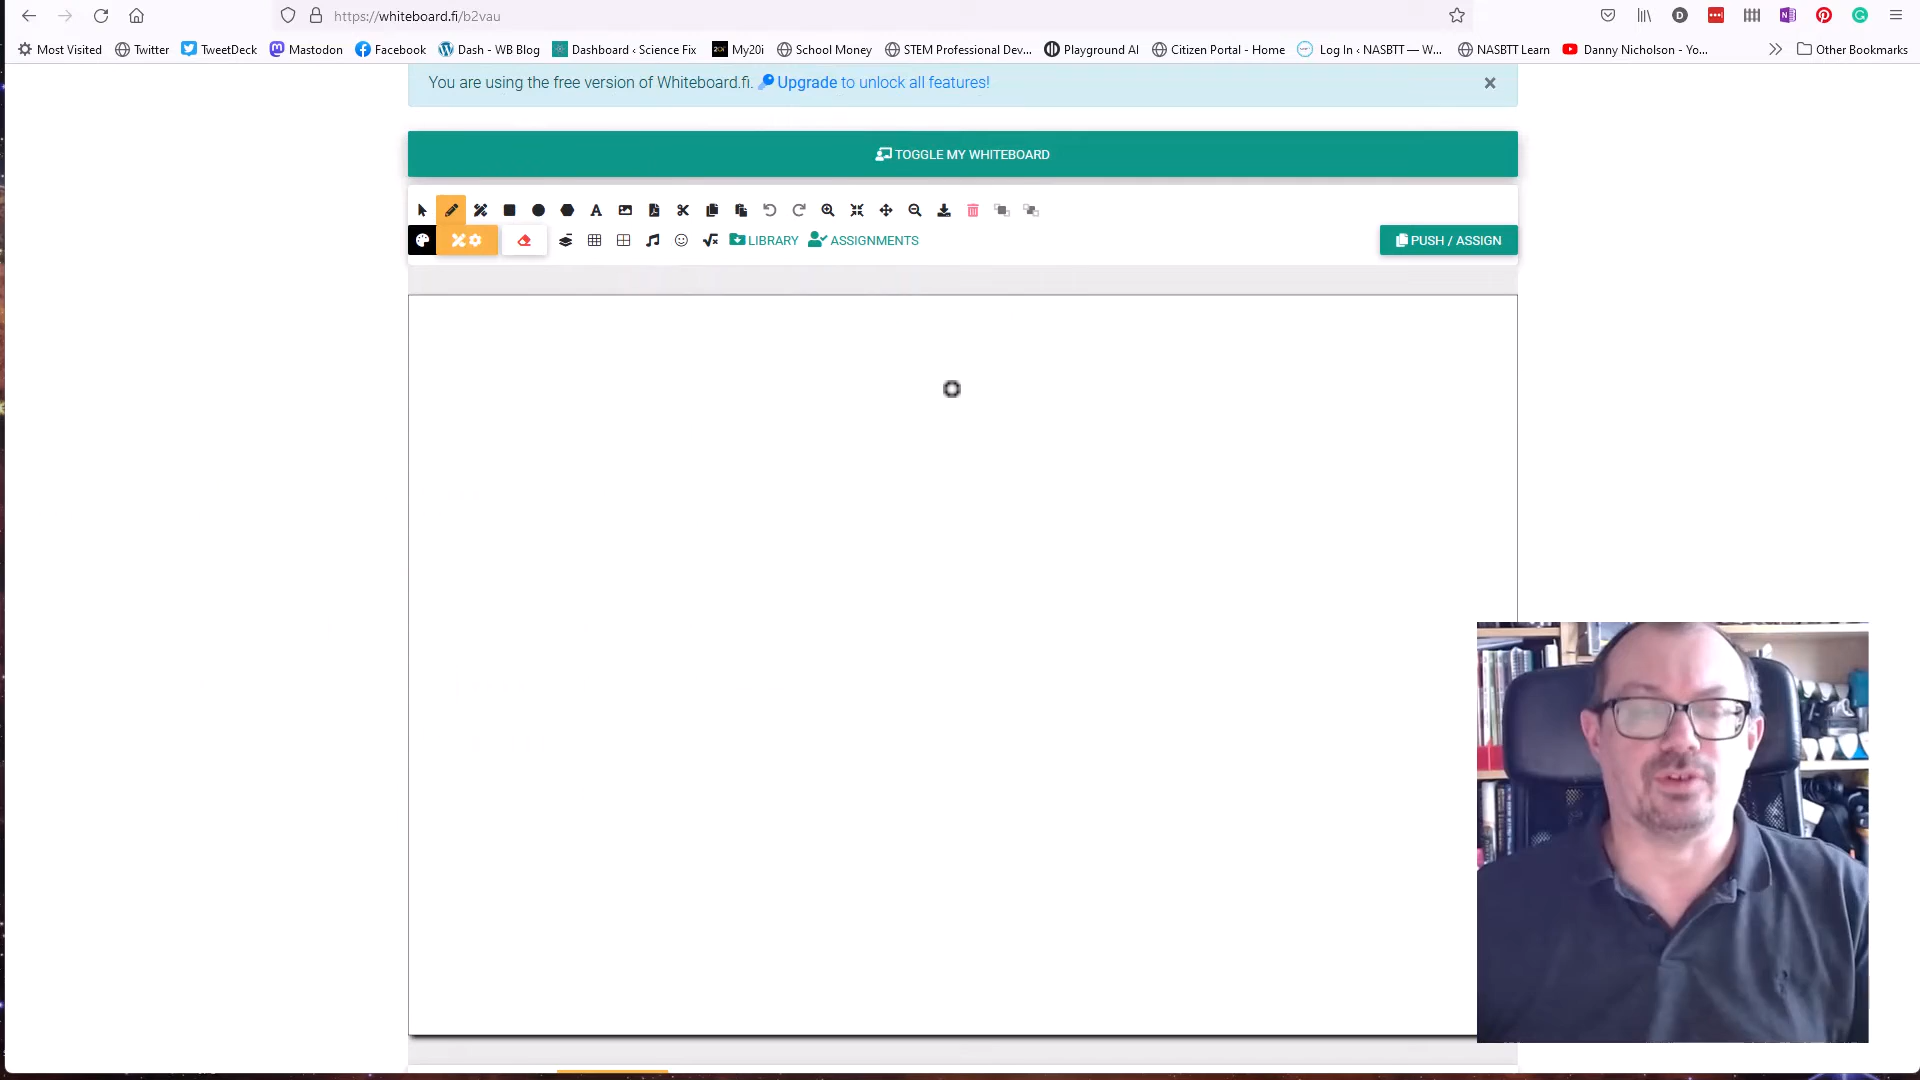 https://whiteboard.fi/b2vau
Most Visited Twitter TweetDeck Mastodon Facebook Dash - WB Blog Dashboard ‹ Science Fix My20i School Money STEM Professional Dev... Playground AI Citizen Portal - Home Log In ‹ NASBTT — W... NASBTT Learn Danny Nicholson - Yo... Other Bookmarks
You are using the free version of Whiteboard.fi. Upgrade to unlock all features!
TOGGLE MY WHITEBOARD
LIBRARY ASSIGNMENTS PUSH / ASSIGN